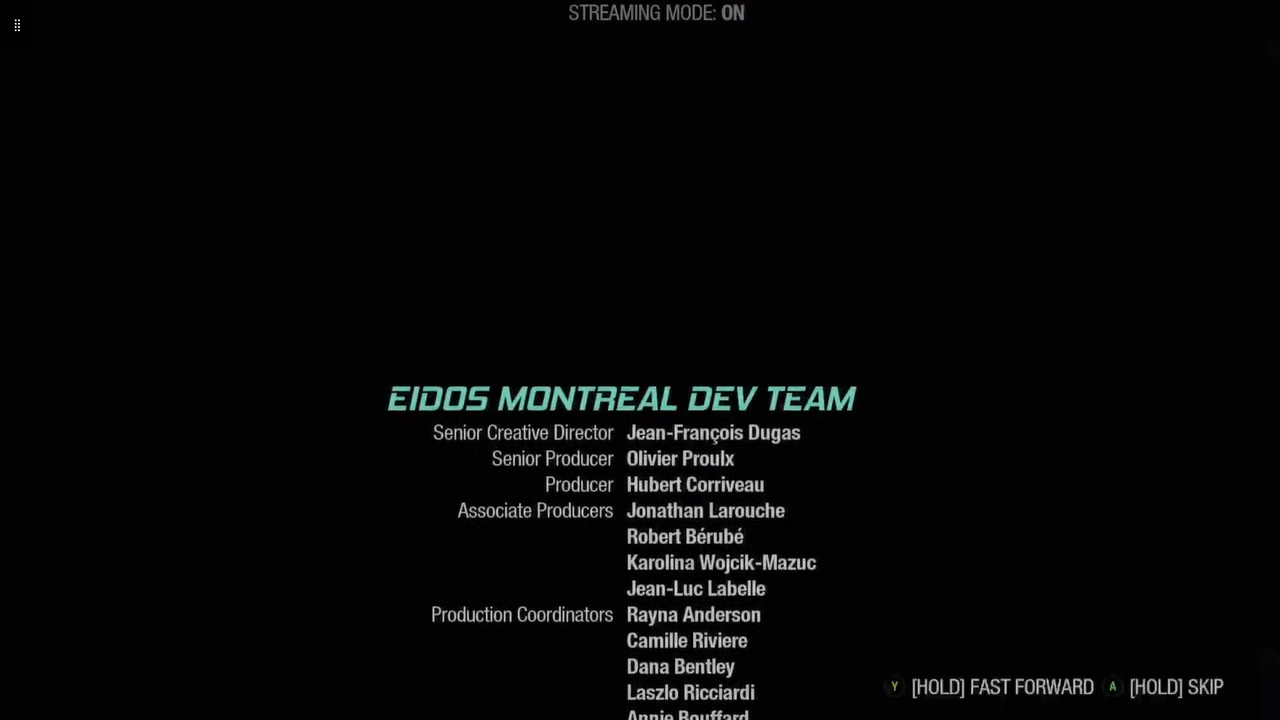 STREAMING MODE: ON
EIDOS MONTREAL DEV TEAM
Senior Creative Director Jean-François Dugas
Senior Producer Olivier Proulx
Producer Hubert Corriveau
Associate Producers Jonathan Larouche
Robert Bérubé
Karolina Wojcik-Mazuc
Jean-Luc Labelle
Production Coordinators Rayna Anderson
Camille Riviere
Dana Bentley
Laszlo Ricciardi
Annie Bouffard
Y [HOLD] FAST FORWARD A [HOLD] SKIP